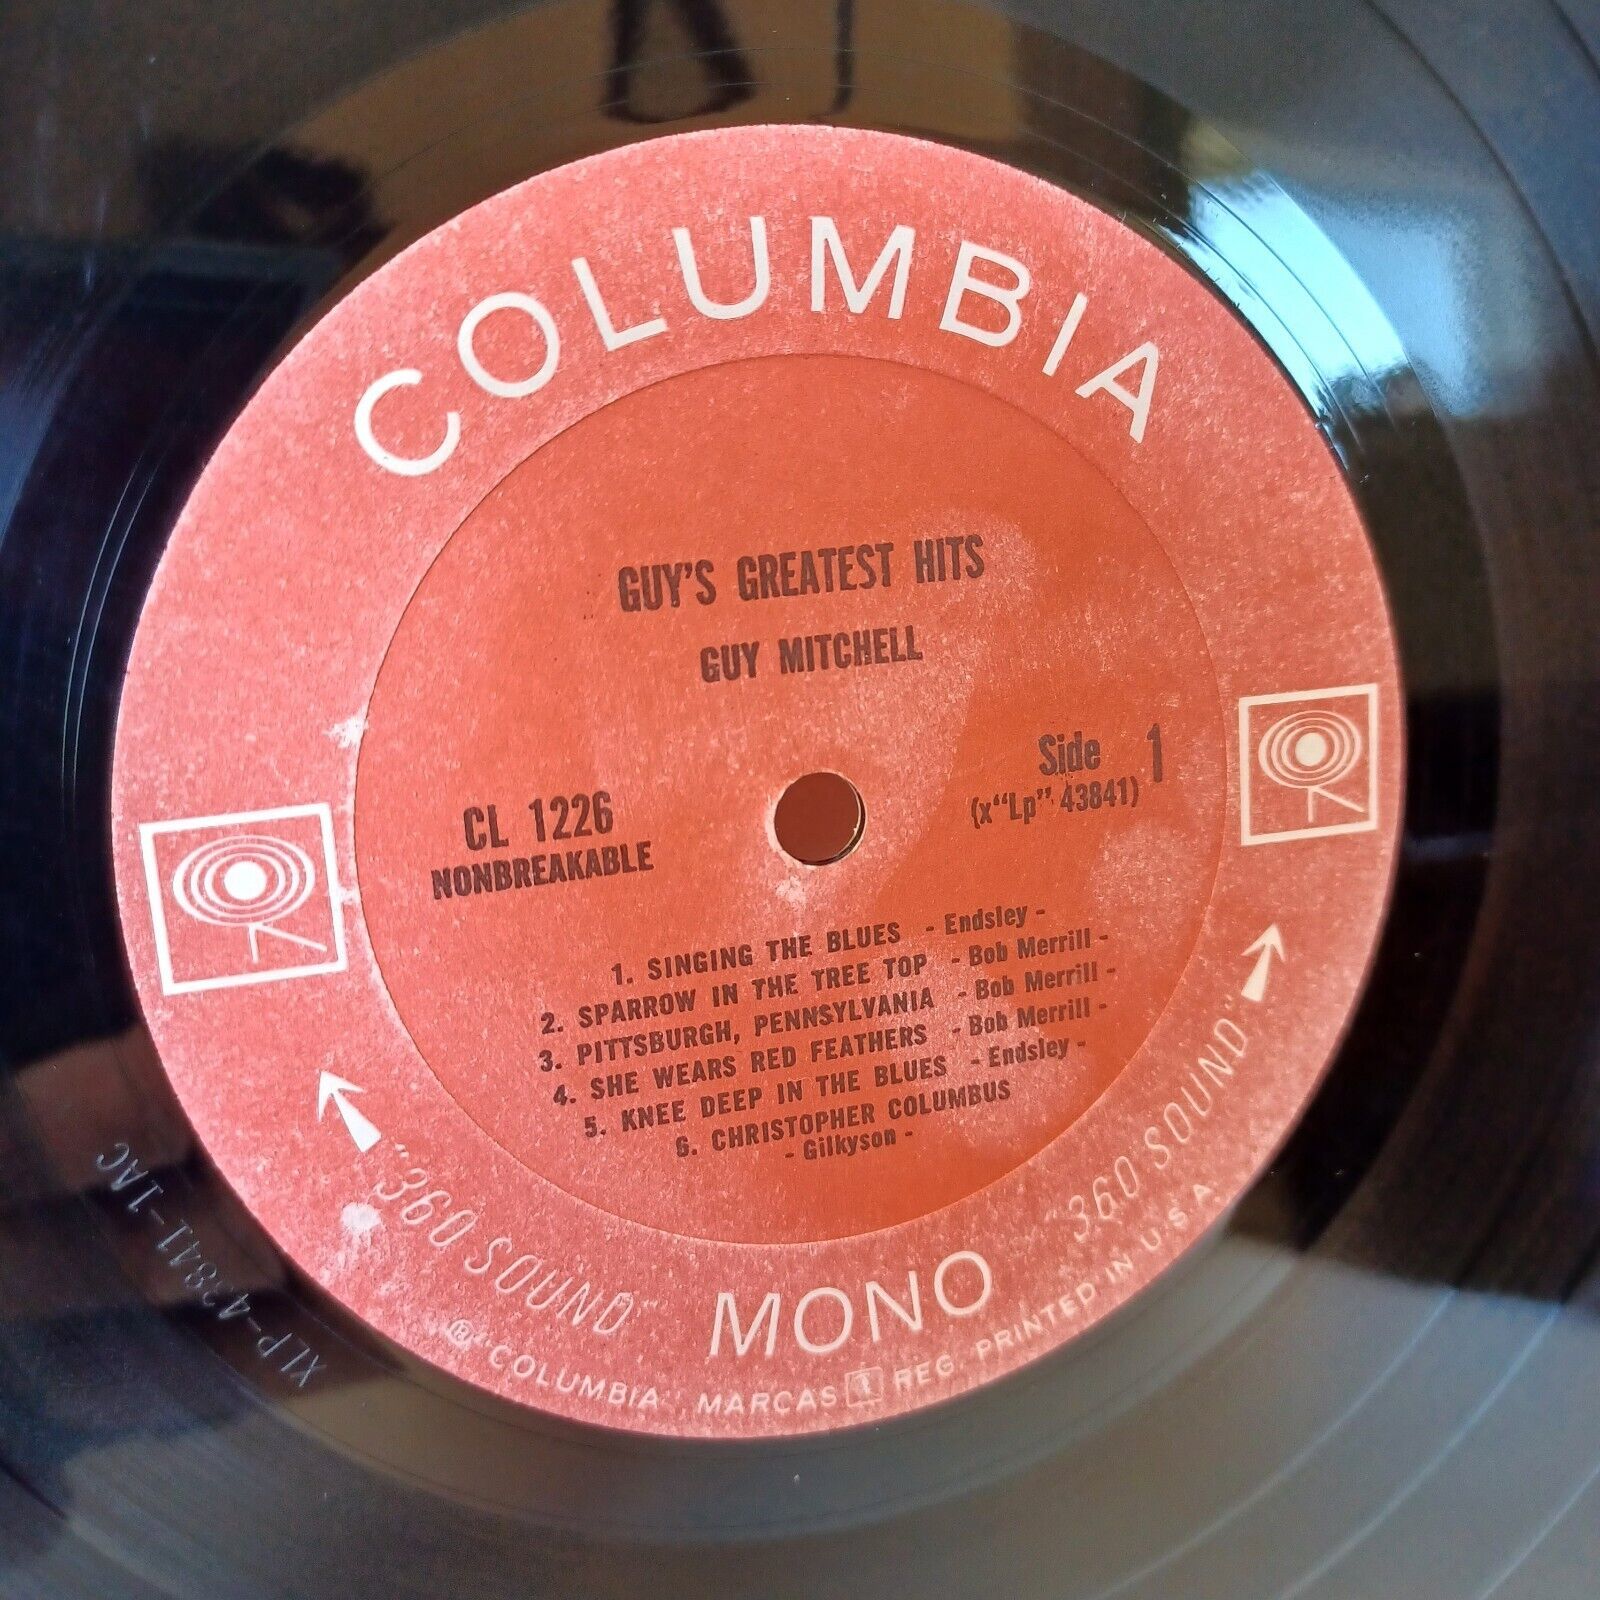 COLUMBIA
GUY'S GREATEST HITS
GUY MITCHELL
Side 1
(x"Lp" 43841)
CL 1226
NONBREAKABLE
1. SINGING THE BLUES - Endsley -
2. SPARROW IN THE TREE TOP - Bob Merrill -
3. PITTSBURGH, PENNSYLVANIA - Bob Merrill -
4. SHE WEARS RED FEATHERS - Bob Merrill -
5. KNEE DEEP IN THE BLUES - Endsley -
6. CHRISTOPHER COLUMBUS
- Gilkyson -
"360 SOUND" MONO "360 SOUND"
® "COLUMBIA", MARCAS REG. PRINTED IN U.S.A.
XLP-43841-1AC